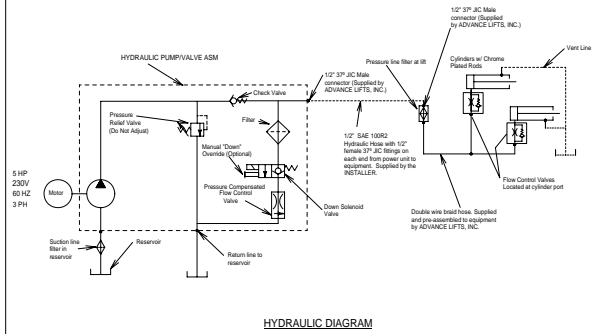 1/2" 37º JIC Male
connector (Supplied
by ADVANCE LIFTS, INC.)
HYDRAULIC PUMP/VALVE ASM
Pressure line filter at lift
Cylinders w/ Chrome
Plated Rods
Vent Line
1/2" 37º JIC Male
connector (Supplied by
ADVANCE LIFTS, INC.)
Check Valve
Pressure
Relief Valve
(Do Not Adjust)
Filter
1/2" SAE 100R2
Hydraulic Hose with 1/2"
female 37º JIC fittings on
each end from power unit to
equipment. Supplied by the
INSTALLER.
Manual "Down"
Override (Optional)
5 HP
230V
60 HZ
3 PH
Motor
Pressure Compensated
Flow Control
Valve
Down Solenoid
Valve
Flow Control Valves
Located at cylinder port
Double wire braid hose. Supplied
and pre-assembled to equipment
by ADVANCE LIFTS, INC.
Suction line
filter in
reservoir
Reservoir
Return line to
reservoir
HYDRAULIC DIAGRAM